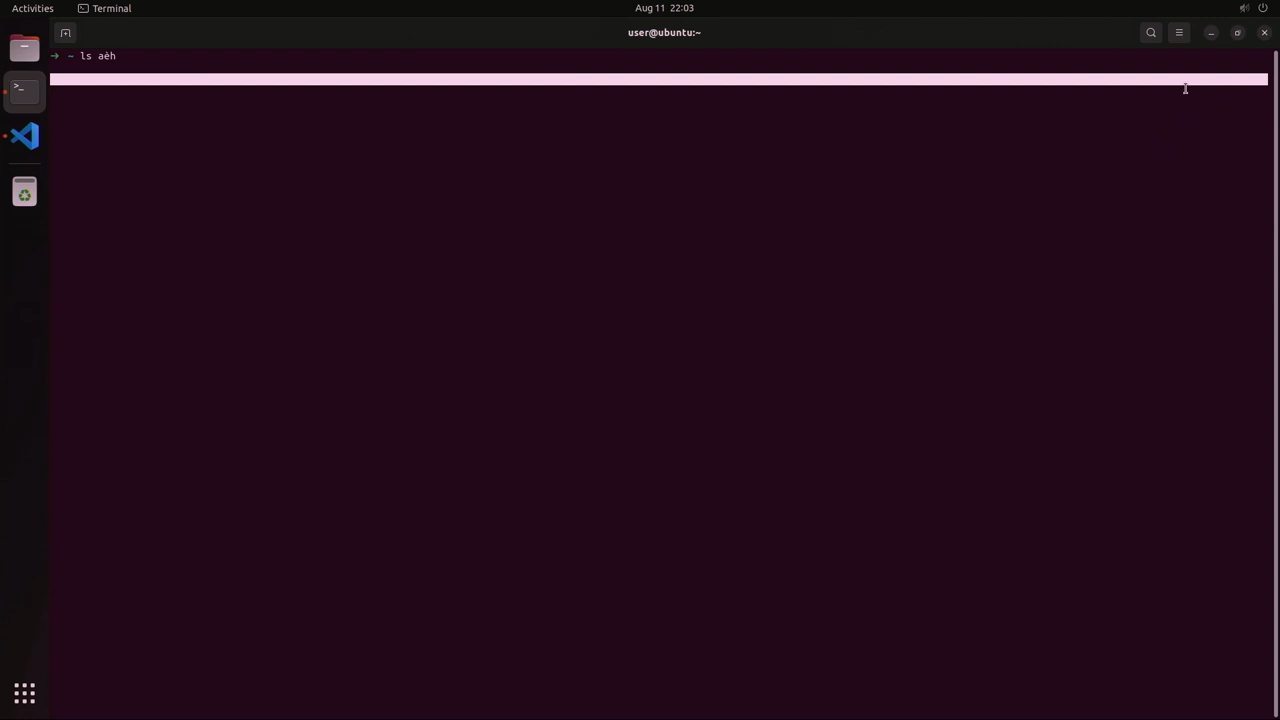 Activities
Terminal
Aug 11 22:03
user@ubuntu:~
→ ~ ls aèh